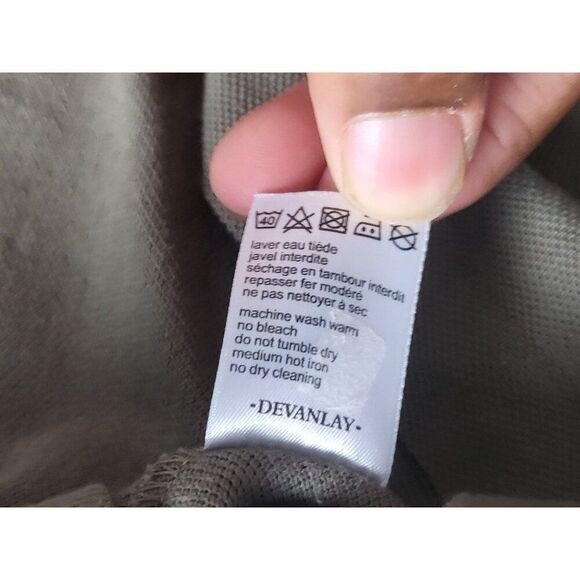 40
laver eau tiède
javel interdite
séchage en tambour interdit
repasser fer modéré
ne pas nettoyer à sec
machine wash warm
no bleach
do not tumble dry
medium hot iron
no dry cleaning
-DEVANLAY-